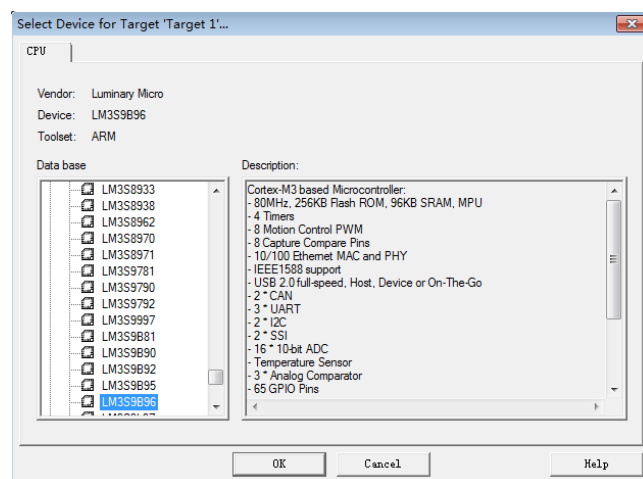 Select Device for Target 'Target 1'...
CPU
Vendor: Luminary Micro
Device: LM3S9B96
Toolset: ARM
Data base
Description:
LM3S8933
LM3S8938
LM3S8962
LM3S8970
LM3S8971
LM3S9781
LM3S9790
LM3S9792
LM3S9997
LM3S9B81
LM3S9B90
LM3S9B92
LM3S9B95
LM3S9B96
Cortex-M3 based Microcontroller:
- 80MHz, 256KB Flash ROM, 96KB SRAM, MPU
- 4 Timers
- 8 Motion Control PWM
- 8 Capture Compare Pins
- 10/100 Ethernet MAC and PHY
- IEEE1588 support
- USB 2.0 full-speed, Host, Device or On-The-Go
- 2 * CAN
- 3 * UART
- 2 * I2C
- 2 * SSI
- 16 * 10-bit ADC
- Temperature Sensor
- 3 * Analog Comparator
- 65 GPIO Pins
OK
Cancel
Help